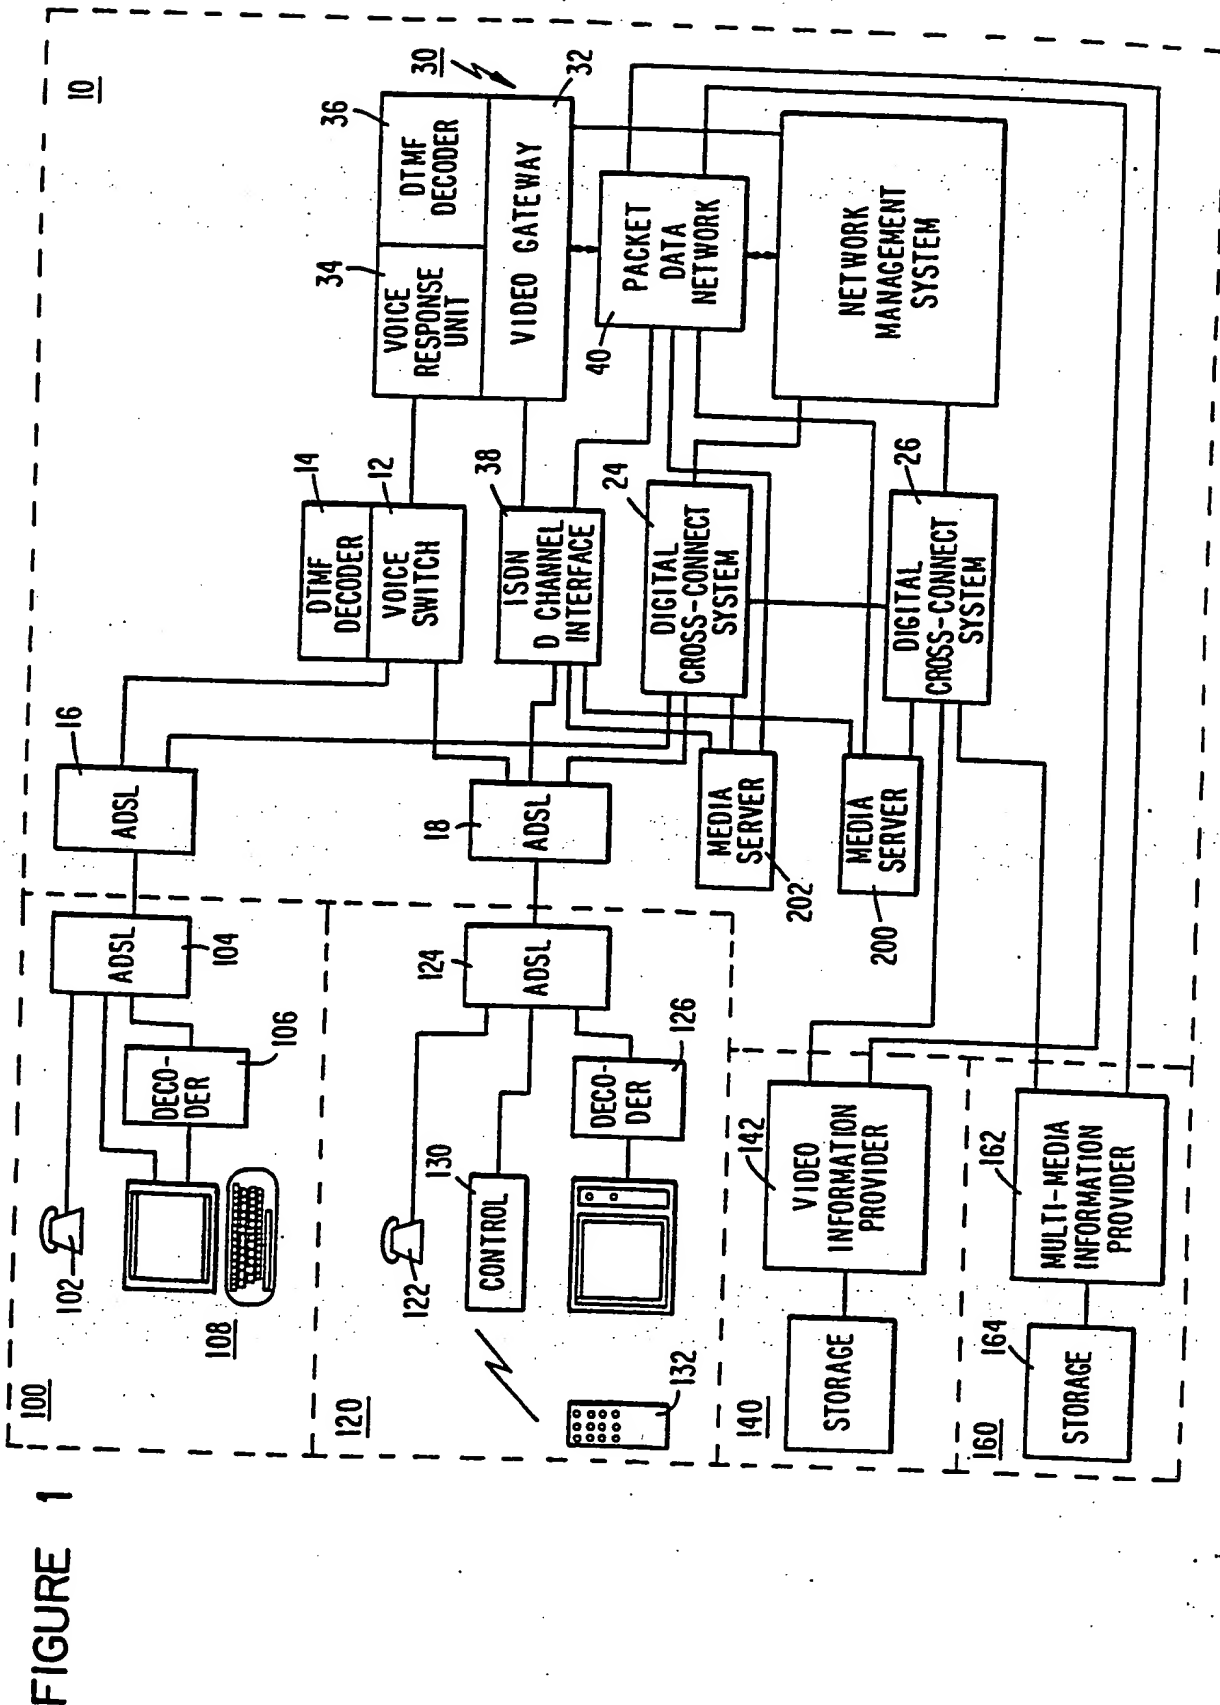 FIGURE 1
100
102
108
106
DECO-
DER
104
ADSL
16
ADSL
10
14
DTMF
DECODER
12
VOICE
SWITCH
34
VOICE
RESPONSE
UNIT
36
DTMF
DECODER
30
32
VIDEO GATEWAY
120
122
130
CONTROL
132
126
DECO-
DER
124
ADSL
18
ADSL
38
ISDN
D CHANNEL
INTERFACE
40
PACKET
DATA
NETWORK
24
DIGITAL
CROSS-CONNECT
SYSTEM
26
DIGITAL
CROSS-CONNECT
SYSTEM
NETWORK
MANAGEMENT
SYSTEM
MEDIA
SERVER
202
MEDIA
SERVER
200
140
STORAGE
142
VIDEO
INFORMATION
PROVIDER
160
164
STORAGE
162
MULTI-MEDIA
INFORMATION
PROVIDER